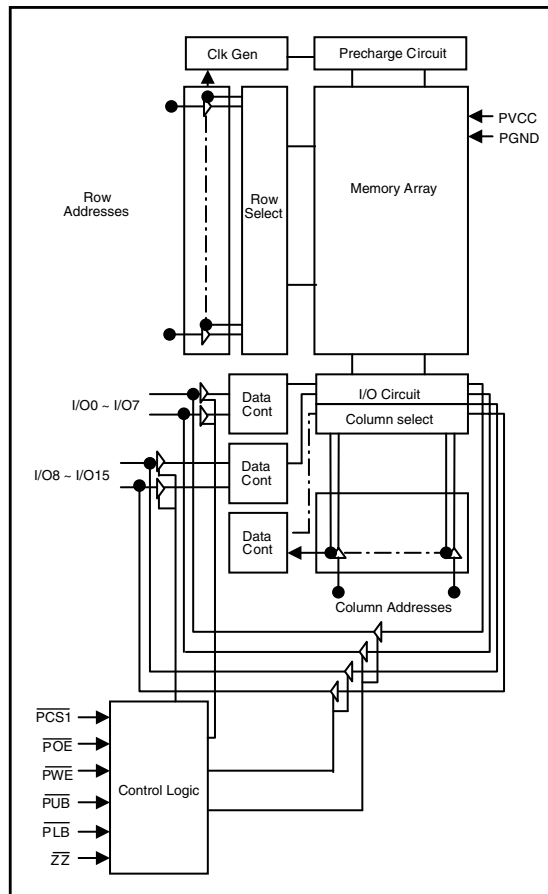 Clk Gen
Precharge Circuit
PVCC
PGND
Row
Addresses
Row
Select
Memory Array
I/O0 ~ I/O7
Data
Cont
I/O Circuit
Column select
I/O8 ~ I/O15
Data
Cont
Data
Cont
Column Addresses
PCS1
POE
PWE
PUB
PLB
ZZ
Control Logic